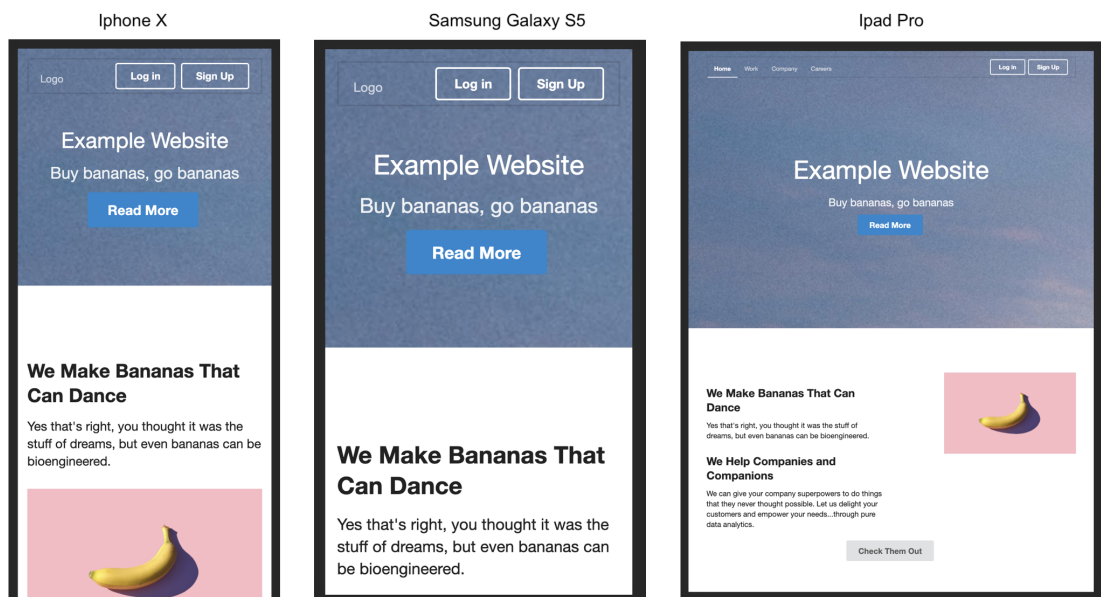 Iphone X
Logo
Log in
Sign Up
Example Website
Buy bananas, go bananas
Read More
We Make Bananas That
Can Dance
Yes that's right, you thought it was the
stuff of dreams, but even bananas can be
bioengineered.
Samsung Galaxy S5
Logo
Log in
Sign Up
Example Website
Buy bananas, go bananas
Read More
We Make Bananas That
Can Dance
Yes that's right, you thought it was the
stuff of dreams, but even bananas can
be bioengineered.
Ipad Pro
Home
Work
Company
Careers
Log In
Sign Up
Example Website
Buy bananas, go bananas
Read More
We Make Bananas That Can
Dance
Yes that's right, you thought it was the stuff of
dreams, but even bananas can be bioengineered.
We Help Companies and
Companions
We can give your company superpowers to do things
that they never thought possible. Let us delight your
customers and empower your needs...through pure
data analytics.
Check Them Out